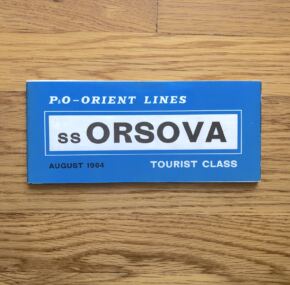 P&O-ORIENT LINES
SS ORSOVA
AUGUST 1964 TOURIST CLASS